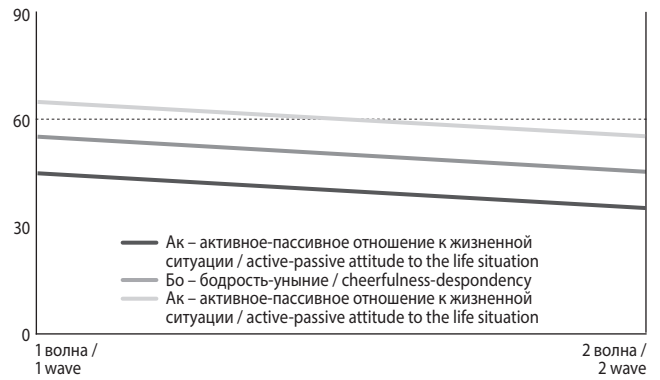 90
60
30
0
Ак – активное-пассивное отношение к жизненной
ситуации / active-passive attitude to the life situation
Бо – бодрость-уныние / cheerfulness-despondency
Ак – активное-пассивное отношение к жизненной
ситуации / active-passive attitude to the life situation
1 волна /
1 wave
2 волна /
2 wave